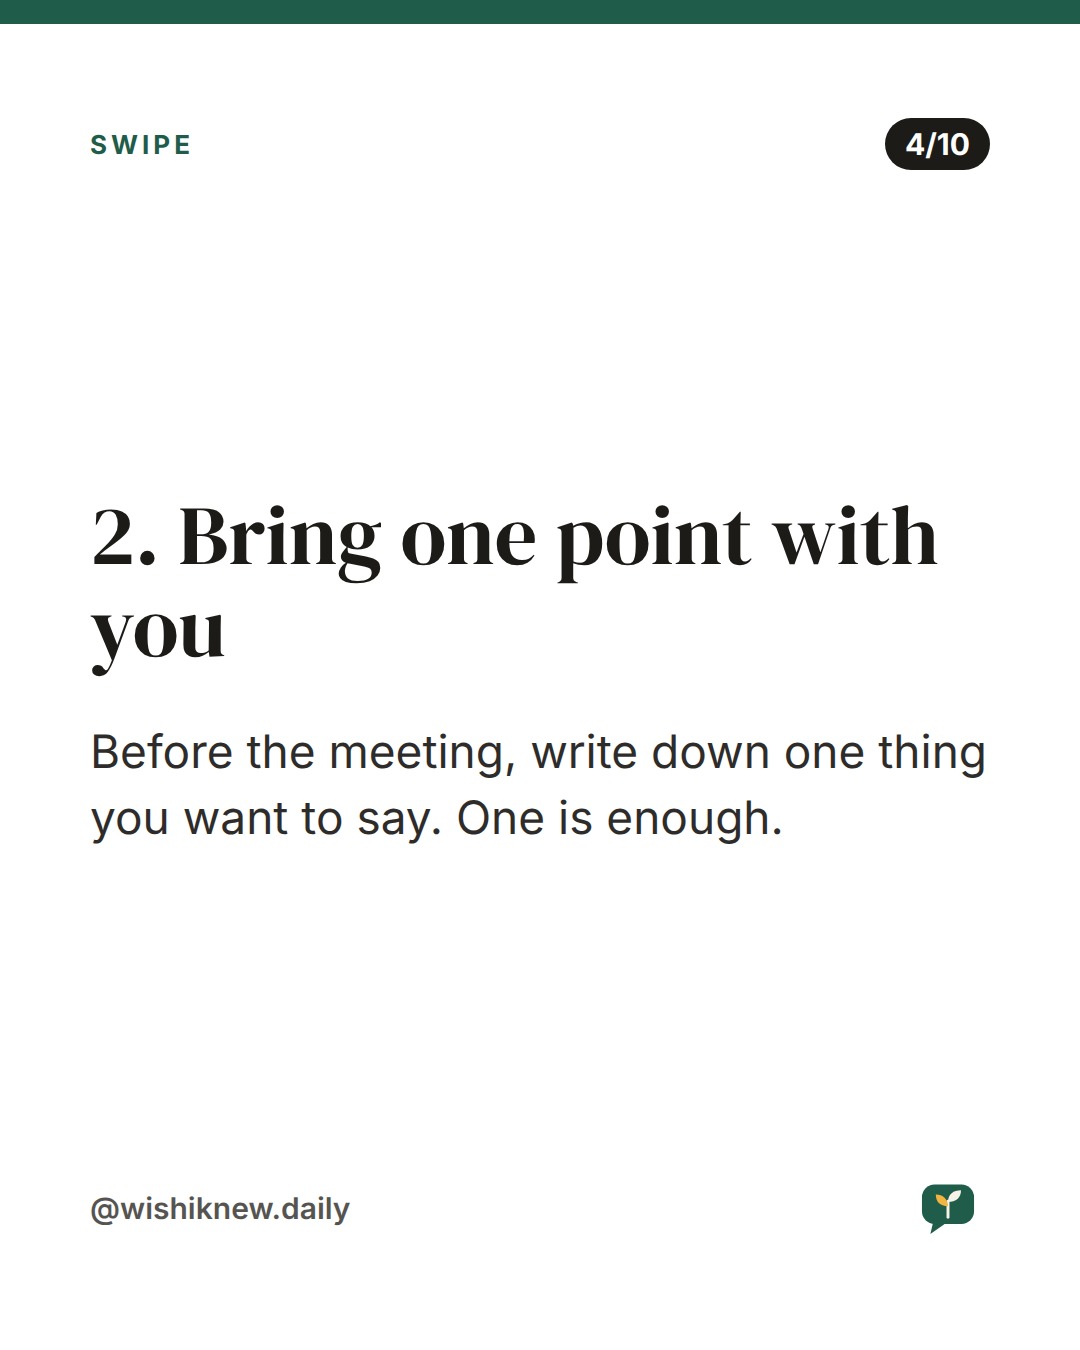 SWIPE
4/10
2. Bring one point with
you
Before the meeting, write down one thing
you want to say. One is enough.
@wishiknew.daily